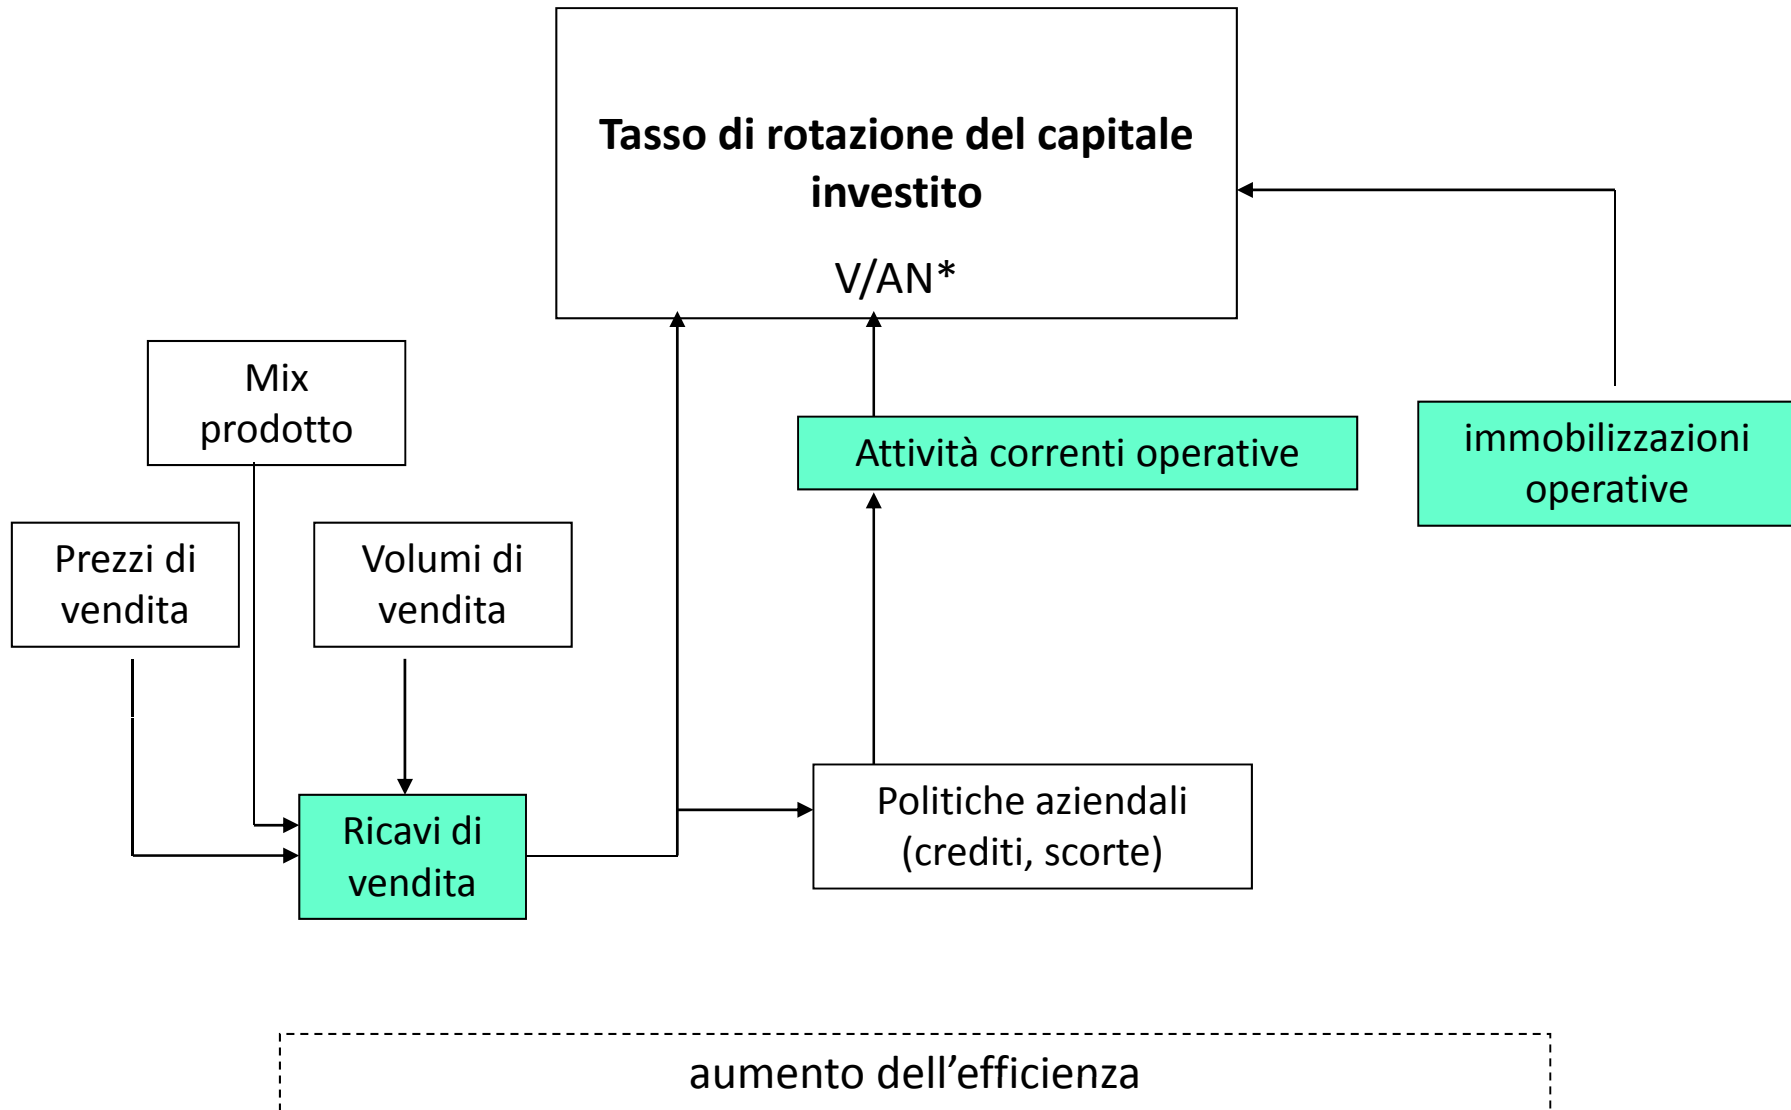 Tasso di rotazione del capitale
investito
V/AN*
Mix
prodotto
Attività correnti operative
immobilizzazioni
operative
Prezzi di
vendita
Volumi di
vendita
Ricavi di
vendita
Politiche aziendali
(crediti, scorte)
aumento dell’efficienza